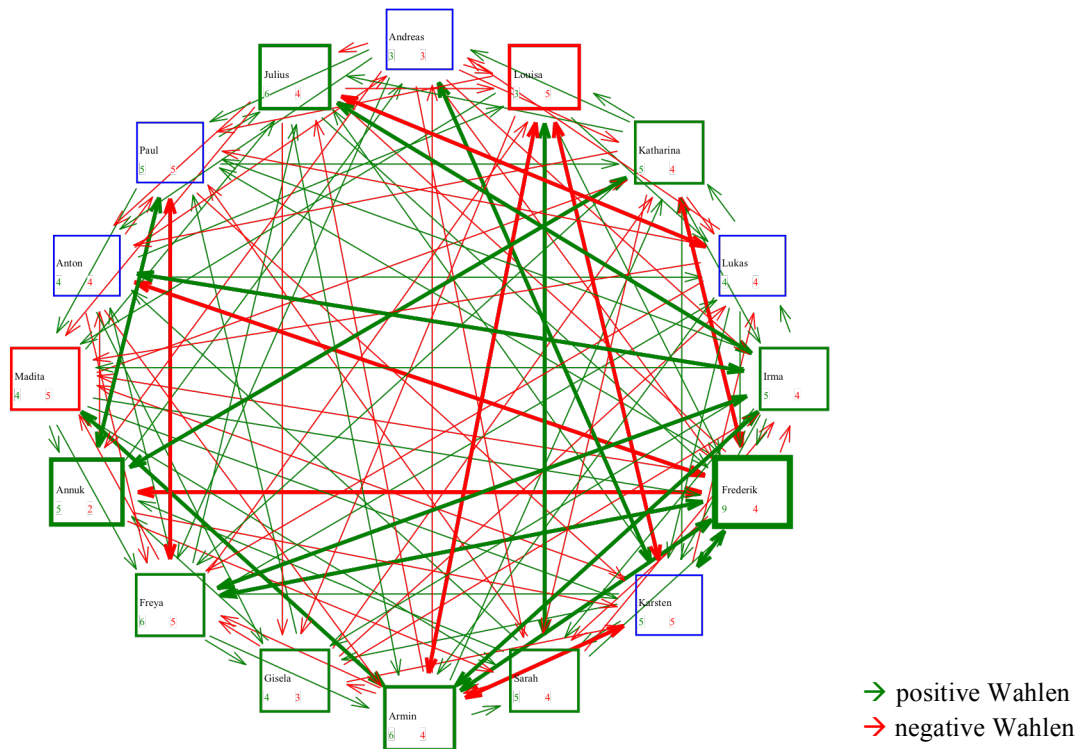 Andreas
3 3
Julius
6 4
Louisa
3 5
Paul
5 5
Katharina
5 4
Anton
4 4
Lukas
4 4
Madita
4 5
Irma
5 4
Annuk
5 2
Frederik
9 4
Freya
6 5
Karsten
5 5
Gisela
4 3
Sarah
5 4
Armin
6 4
→ positive Wahlen
→ negative Wahlen